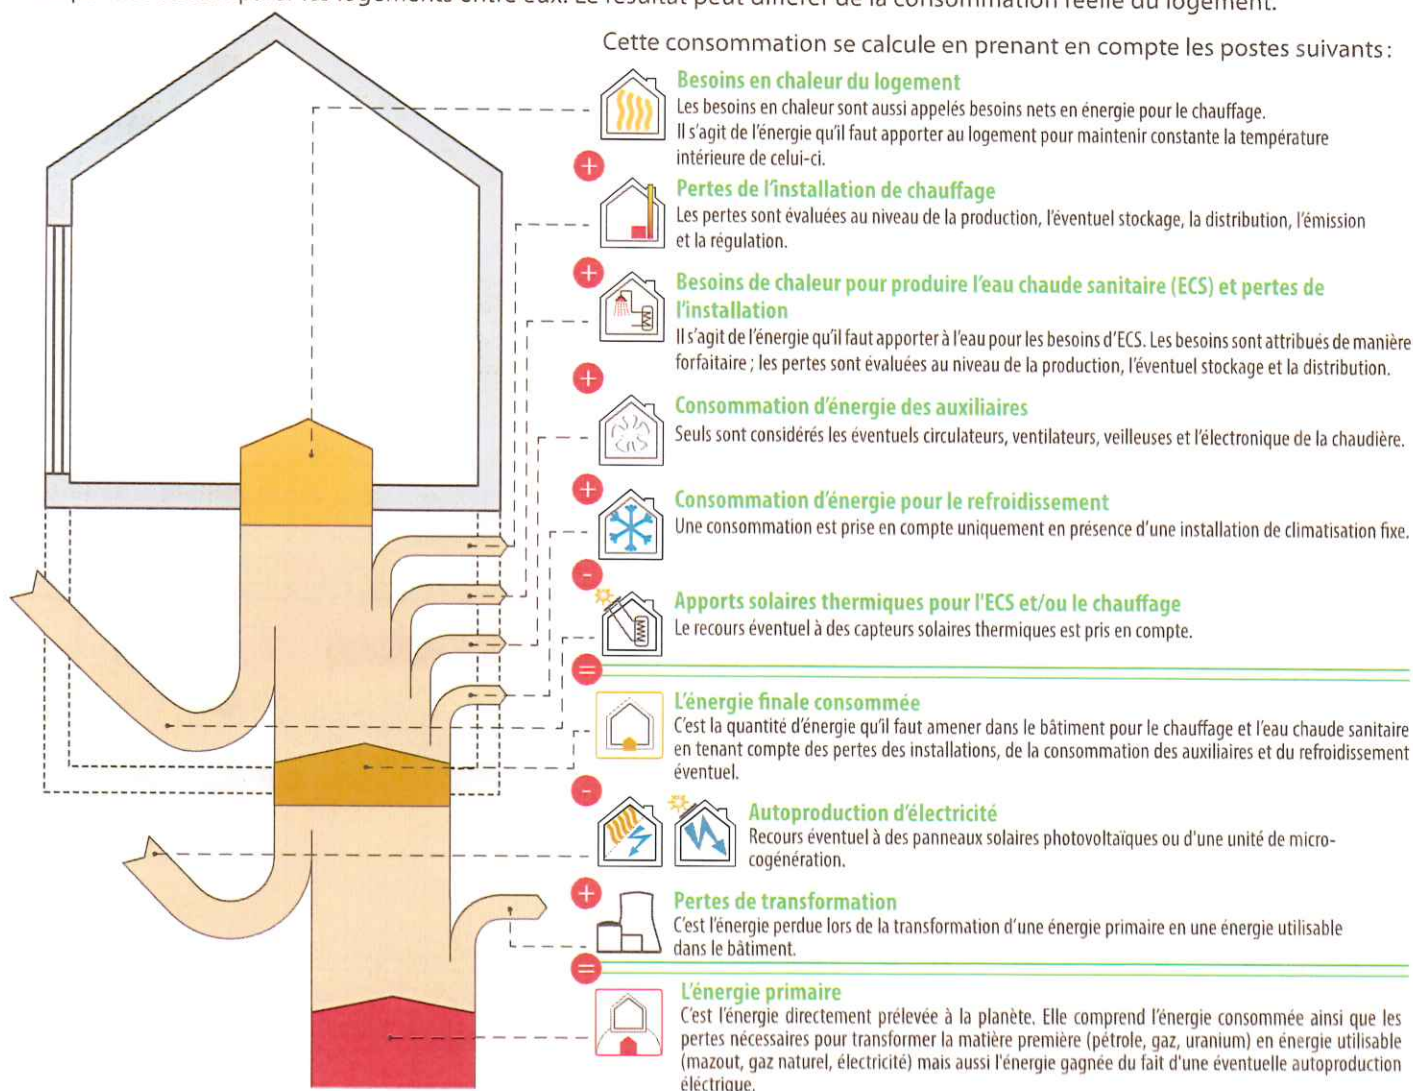 les logements entre eux. Le résultat peut différer de la consommation réelle du logement.
Cette consommation se calcule en prenant en compte les postes suivants :
Besoins en chaleur du logement
Les besoins en chaleur sont aussi appelés besoins nets en énergie pour le chauffage.
Il s'agit de l'énergie qu'il faut apporter au logement pour maintenir constante la température
intérieure de celui-ci.
+
Pertes de l'installation de chauffage
Les pertes sont évaluées au niveau de la production, l'éventuel stockage, la distribution, l'émission
et la régulation.
+
Besoins de chaleur pour produire l'eau chaude sanitaire (ECS) et pertes de
l'installation
Il s'agit de l'énergie qu'il faut apporter à l'eau pour les besoins d'ECS. Les besoins sont attribués de manière
forfaitaire ; les pertes sont évaluées au niveau de la production, l'éventuel stockage et la distribution.
+
Consommation d'énergie des auxiliaires
Seuls sont considérés les éventuels circulateurs, ventilateurs, veilleuses et l'électronique de la chaudière.
+
Consommation d'énergie pour le refroidissement
Une consommation est prise en compte uniquement en présence d'une installation de climatisation fixe.
-
Apports solaires thermiques pour l'ECS et/ou le chauffage
Le recours éventuel à des capteurs solaires thermiques est pris en compte.
=
L'énergie finale consommée
C'est la quantité d'énergie qu'il faut amener dans le bâtiment pour le chauffage et l'eau chaude sanitaire
en tenant compte des pertes des installations, de la consommation des auxiliaires et du refroidissement
éventuel.
-
Autoproduction d'électricité
Recours éventuel à des panneaux solaires photovoltaïques ou d'une unité de micro-
cogénération.
+
Pertes de transformation
C'est l'énergie perdue lors de la transformation d'une énergie primaire en une énergie utilisable
dans le bâtiment.
=
L'énergie primaire
C'est l'énergie directement prélevée à la planète. Elle comprend l'énergie consommée ainsi que les
pertes nécessaires pour transformer la matière première (pétrole, gaz, uranium) en énergie utilisable
(mazout, gaz naturel, électricité) mais aussi l'énergie gagnée du fait d'une éventuelle autoproduction
éléctrique.